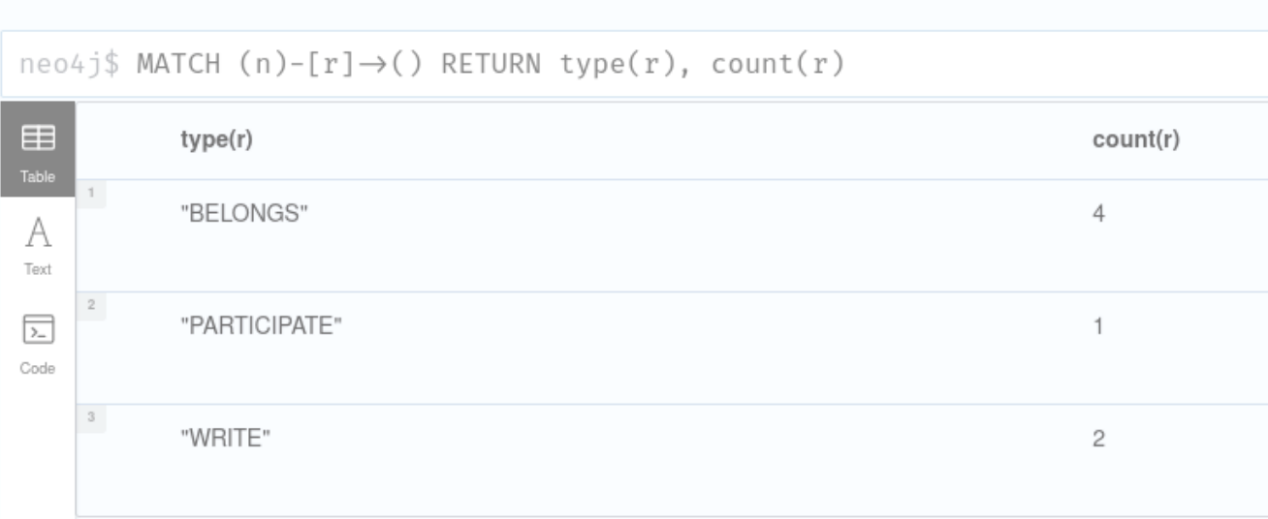 neo4j$ MATCH (n)-[r]→() RETURN type(r), count(r)
Table
type(r) count(r)
1
"BELONGS" 4
Text
2
"PARTICIPATE" 1
Code
3
"WRITE" 2